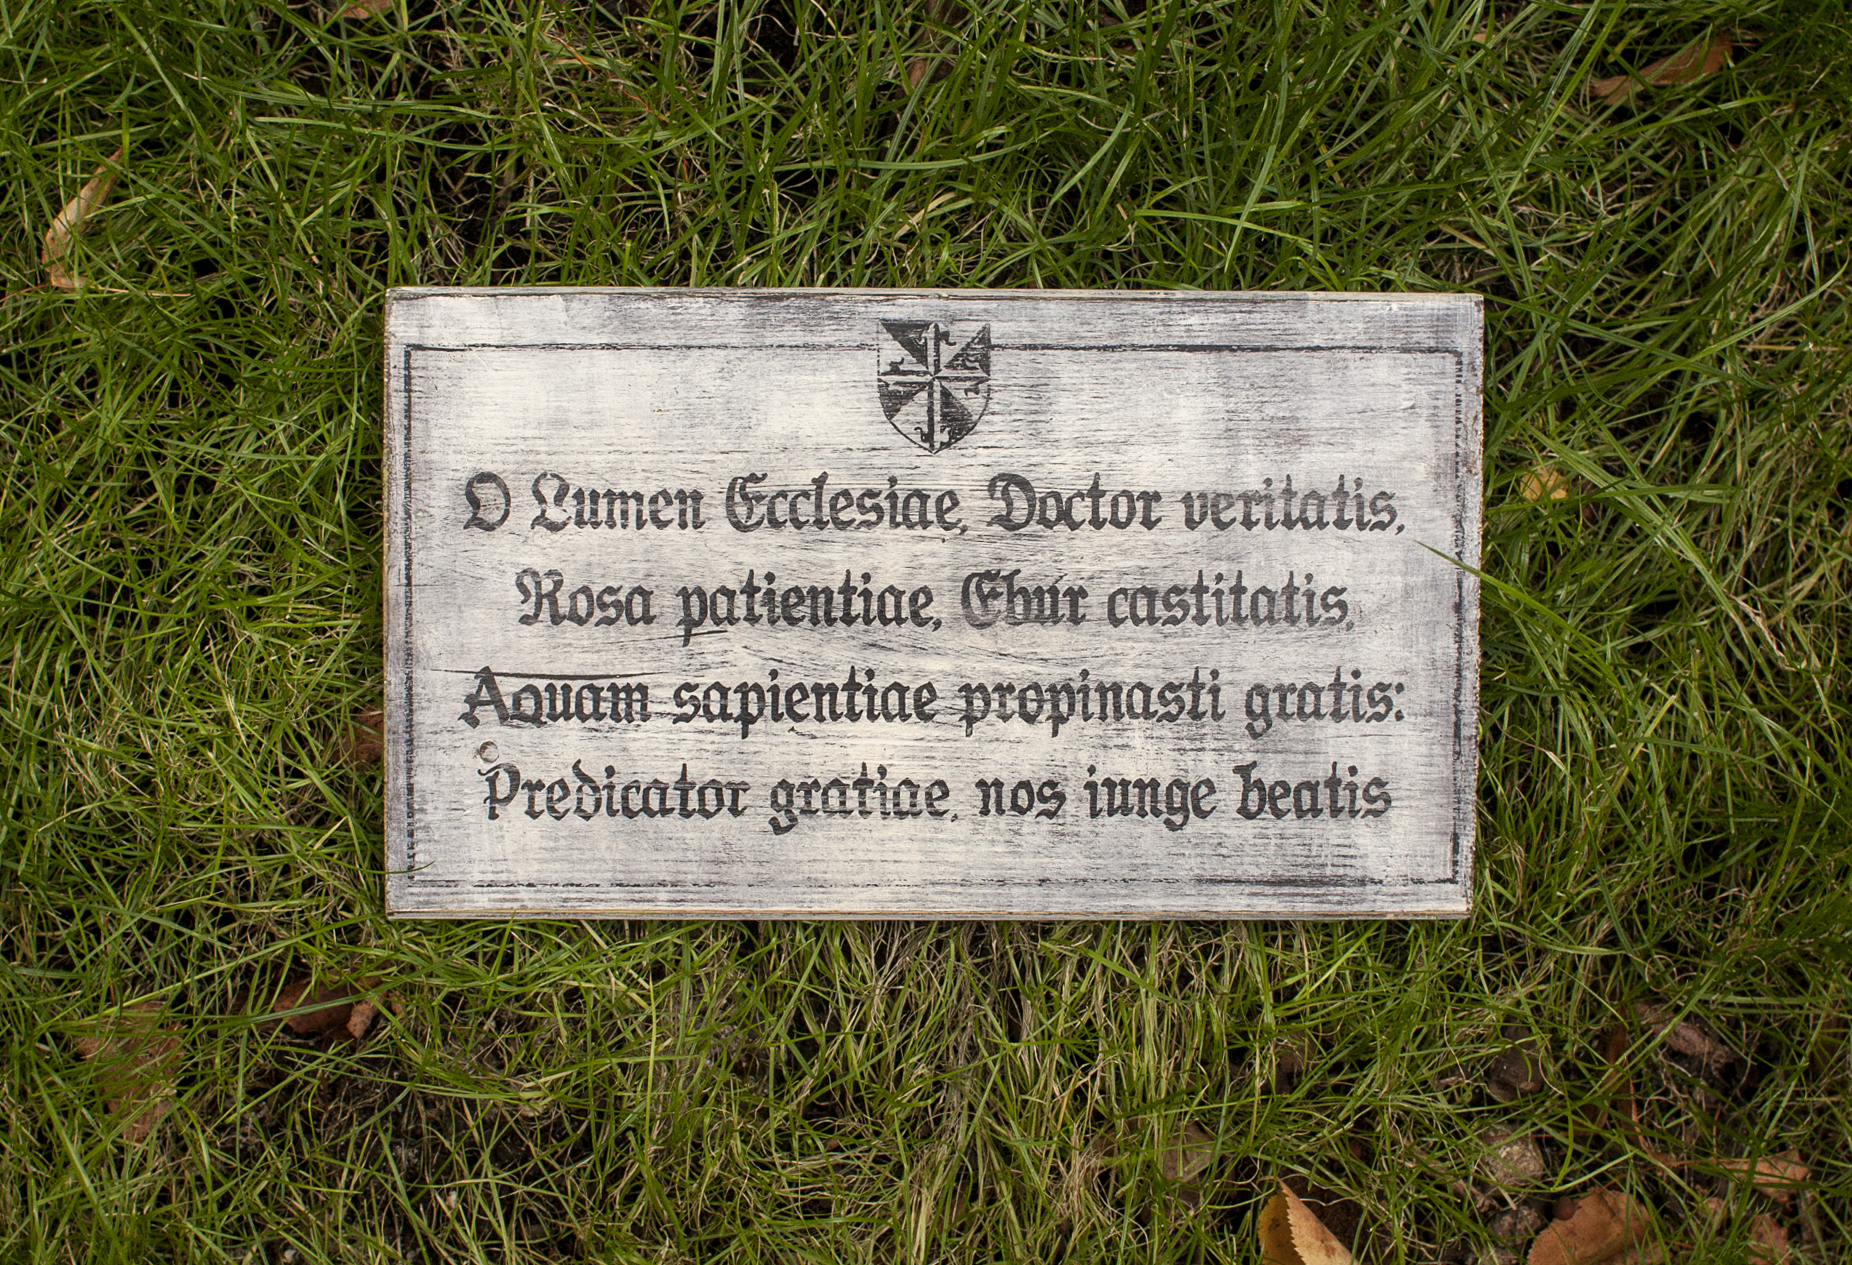 O Lumen Ecclesiae, Doctor veritatis,
Rosa patientiae, Ebur castitatis,
Aquam sapientiae propinasti gratis:
Predicator gratiae, nos iunge beatis